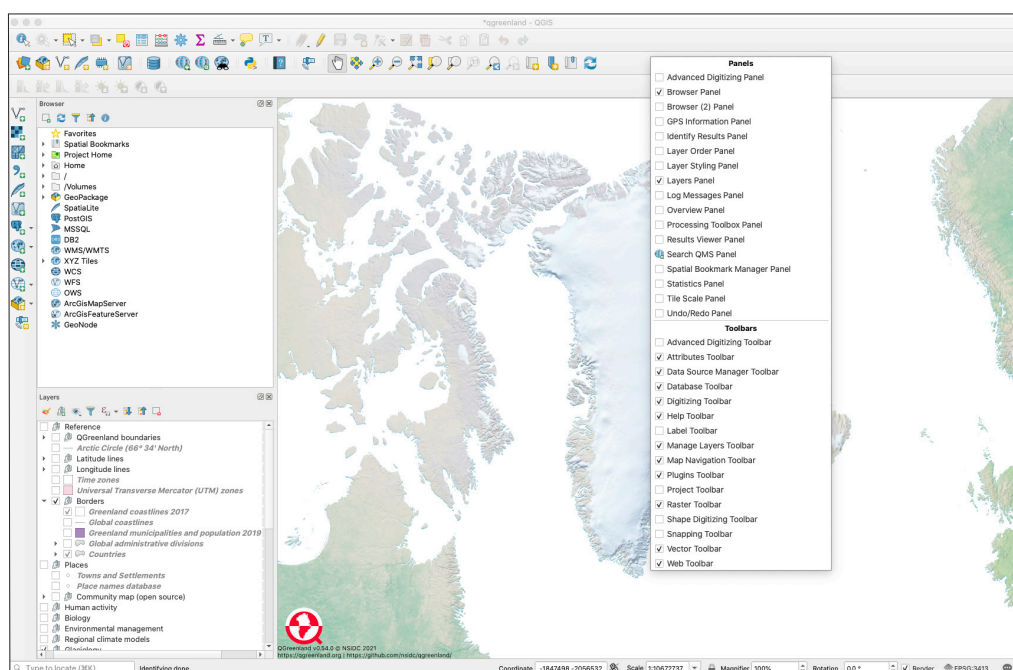 *qgreenland - QGIS
Panels
Advanced Digitizing Panel
Browser Panel
Browser (2) Panel
GPS Information Panel
Identify Results Panel
Layer Order Panel
Layer Styling Panel
Layers Panel
Log Messages Panel
Overview Panel
Processing Toolbox Panel
Results Viewer Panel
Search QMS Panel
Spatial Bookmark Manager Panel
Statistics Panel
Tile Scale Panel
Undo/Redo Panel
Toolbars
Advanced Digitizing Toolbar
Attributes Toolbar
Data Source Manager Toolbar
Database Toolbar
Digitizing Toolbar
Help Toolbar
Label Toolbar
Manage Layers Toolbar
Map Navigation Toolbar
Plugins Toolbar
Project Toolbar
Raster Toolbar
Shape Digitizing Toolbar
Snapping Toolbar
Vector Toolbar
Web Toolbar
Browser
Favorites
Spatial Bookmarks
Project Home
Home
/
/Volumes
GeoPackage
SpatiaLite
PostGIS
MSSQL
DB2
WMS/WMTS
XYZ Tiles
WCS
WFS
OWS
ArcGisMapServer
ArcGisFeatureServer
GeoNode
Layers
Reference
QGreenland boundaries
Arctic Circle (66° 34' North)
Latitude lines
Longitude lines
Time zones
Universal Transverse Mercator (UTM) zones
Borders
Greenland coastlines 2017
Global coastlines
Greenland municipalities and population 2019
Global administrative divisions
Countries
Places
Towns and Settlements
Place names database
Community map (open source)
Human activity
Biology
Environmental management
Regional climate models
Glaciology
QGreenland v0.54.0 © NSIDC 2021
https://qgreenland.org | https://github.com/nsidc/qgreenland/
Type to locate (⌘K)
Identifying done.
Coordinate -1847498,-2056532
Scale 1:10672737
Magnifier 100%
Rotation 0.0 °
Render
EPSG:3413